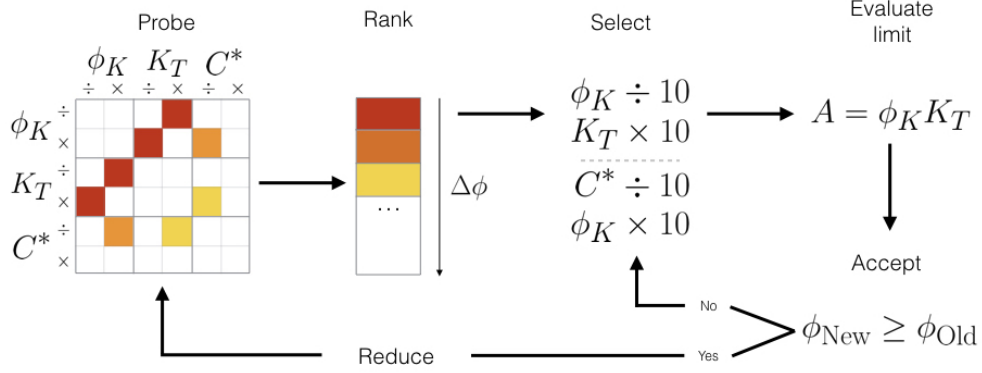 Probe
Rank
Select
Evaluate
limit
ϕ_K K_T C*
÷ × ÷ × ÷ ×
ϕ_K ÷
×
K_T ÷
×
C* ÷
×
...
Δϕ
ϕ_K ÷ 10
K_T × 10
C* ÷ 10
ϕ_K × 10
A = ϕ_K K_T
Accept
ϕ_New ≥ ϕ_Old
No
Yes
Reduce